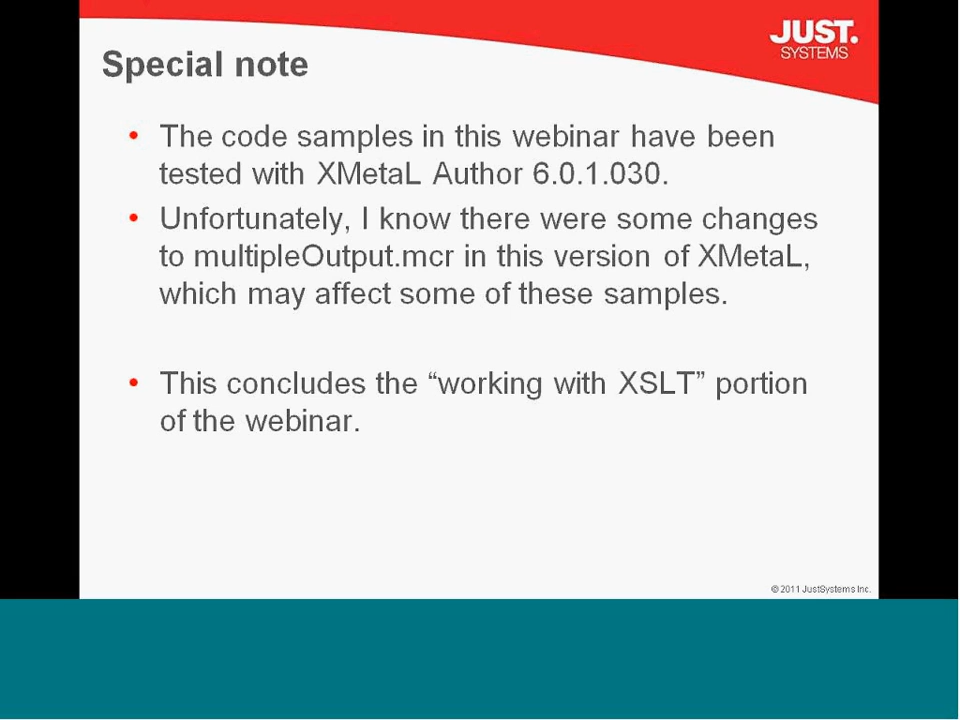 JUST.
SYSTEMS
Special note
• The code samples in this webinar have been
tested with XMetaL Author 6.0.1.030.
• Unfortunately, I know there were some changes
to multipleOutput.mcr in this version of XMetaL,
which may affect some of these samples.
• This concludes the “working with XSLT” portion
of the webinar.
© 2011 JustSystems Inc.